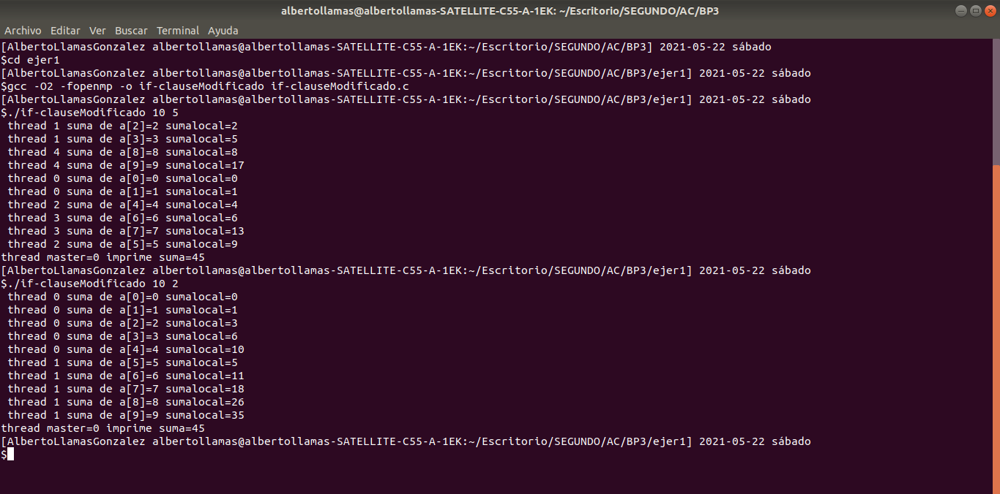 albertollamas@albertollamas-SATELLITE-C55-A-1EK: ~/Escritorio/SEGUNDO/AC/BP3
Archivo Editar Ver Buscar Terminal Ayuda
[AlbertoLlamasGonzalez albertollamas@albertollamas-SATELLITE-C55-A-1EK:~/Escritorio/SEGUNDO/AC/BP3] 2021-05-22 sábado
$cd ejer1
[AlbertoLlamasGonzalez albertollamas@albertollamas-SATELLITE-C55-A-1EK:~/Escritorio/SEGUNDO/AC/BP3/ejer1] 2021-05-22 sábado
$gcc -O2 -fopenmp -o if-clauseModificado if-clauseModificado.c
[AlbertoLlamasGonzalez albertollamas@albertollamas-SATELLITE-C55-A-1EK:~/Escritorio/SEGUNDO/AC/BP3/ejer1] 2021-05-22 sábado
$./if-clauseModificado 10 5
 thread 1 suma de a[2]=2 sumalocal=2
 thread 1 suma de a[3]=3 sumalocal=5
 thread 4 suma de a[8]=8 sumalocal=8
 thread 4 suma de a[9]=9 sumalocal=17
 thread 0 suma de a[0]=0 sumalocal=0
 thread 0 suma de a[1]=1 sumalocal=1
 thread 2 suma de a[4]=4 sumalocal=4
 thread 3 suma de a[6]=6 sumalocal=6
 thread 3 suma de a[7]=7 sumalocal=13
 thread 2 suma de a[5]=5 sumalocal=9
thread master=0 imprime suma=45
[AlbertoLlamasGonzalez albertollamas@albertollamas-SATELLITE-C55-A-1EK:~/Escritorio/SEGUNDO/AC/BP3/ejer1] 2021-05-22 sábado
$./if-clauseModificado 10 2
 thread 0 suma de a[0]=0 sumalocal=0
 thread 0 suma de a[1]=1 sumalocal=1
 thread 0 suma de a[2]=2 sumalocal=3
 thread 0 suma de a[3]=3 sumalocal=6
 thread 0 suma de a[4]=4 sumalocal=10
 thread 1 suma de a[5]=5 sumalocal=5
 thread 1 suma de a[6]=6 sumalocal=11
 thread 1 suma de a[7]=7 sumalocal=18
 thread 1 suma de a[8]=8 sumalocal=26
 thread 1 suma de a[9]=9 sumalocal=35
thread master=0 imprime suma=45
[AlbertoLlamasGonzalez albertollamas@albertollamas-SATELLITE-C55-A-1EK:~/Escritorio/SEGUNDO/AC/BP3/ejer1] 2021-05-22 sábado
$